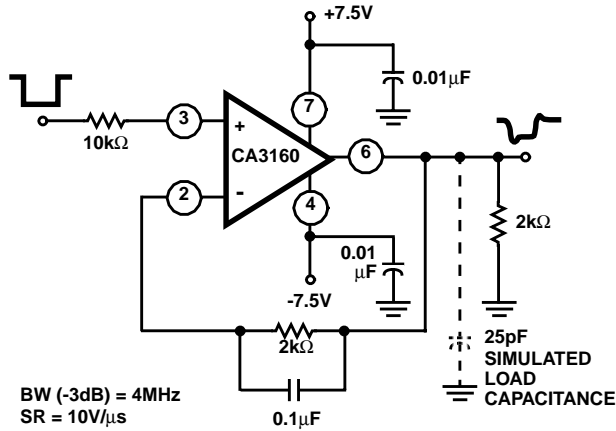 +7.5V
0.01μF
7
3
+
10kΩ
CA3160
6
2
-
4
2kΩ
0.01
μF
-7.5V
2kΩ
25pF
SIMULATED
LOAD
CAPACITANCE
0.1μF
BW (-3dB) = 4MHz
SR = 10V/μs